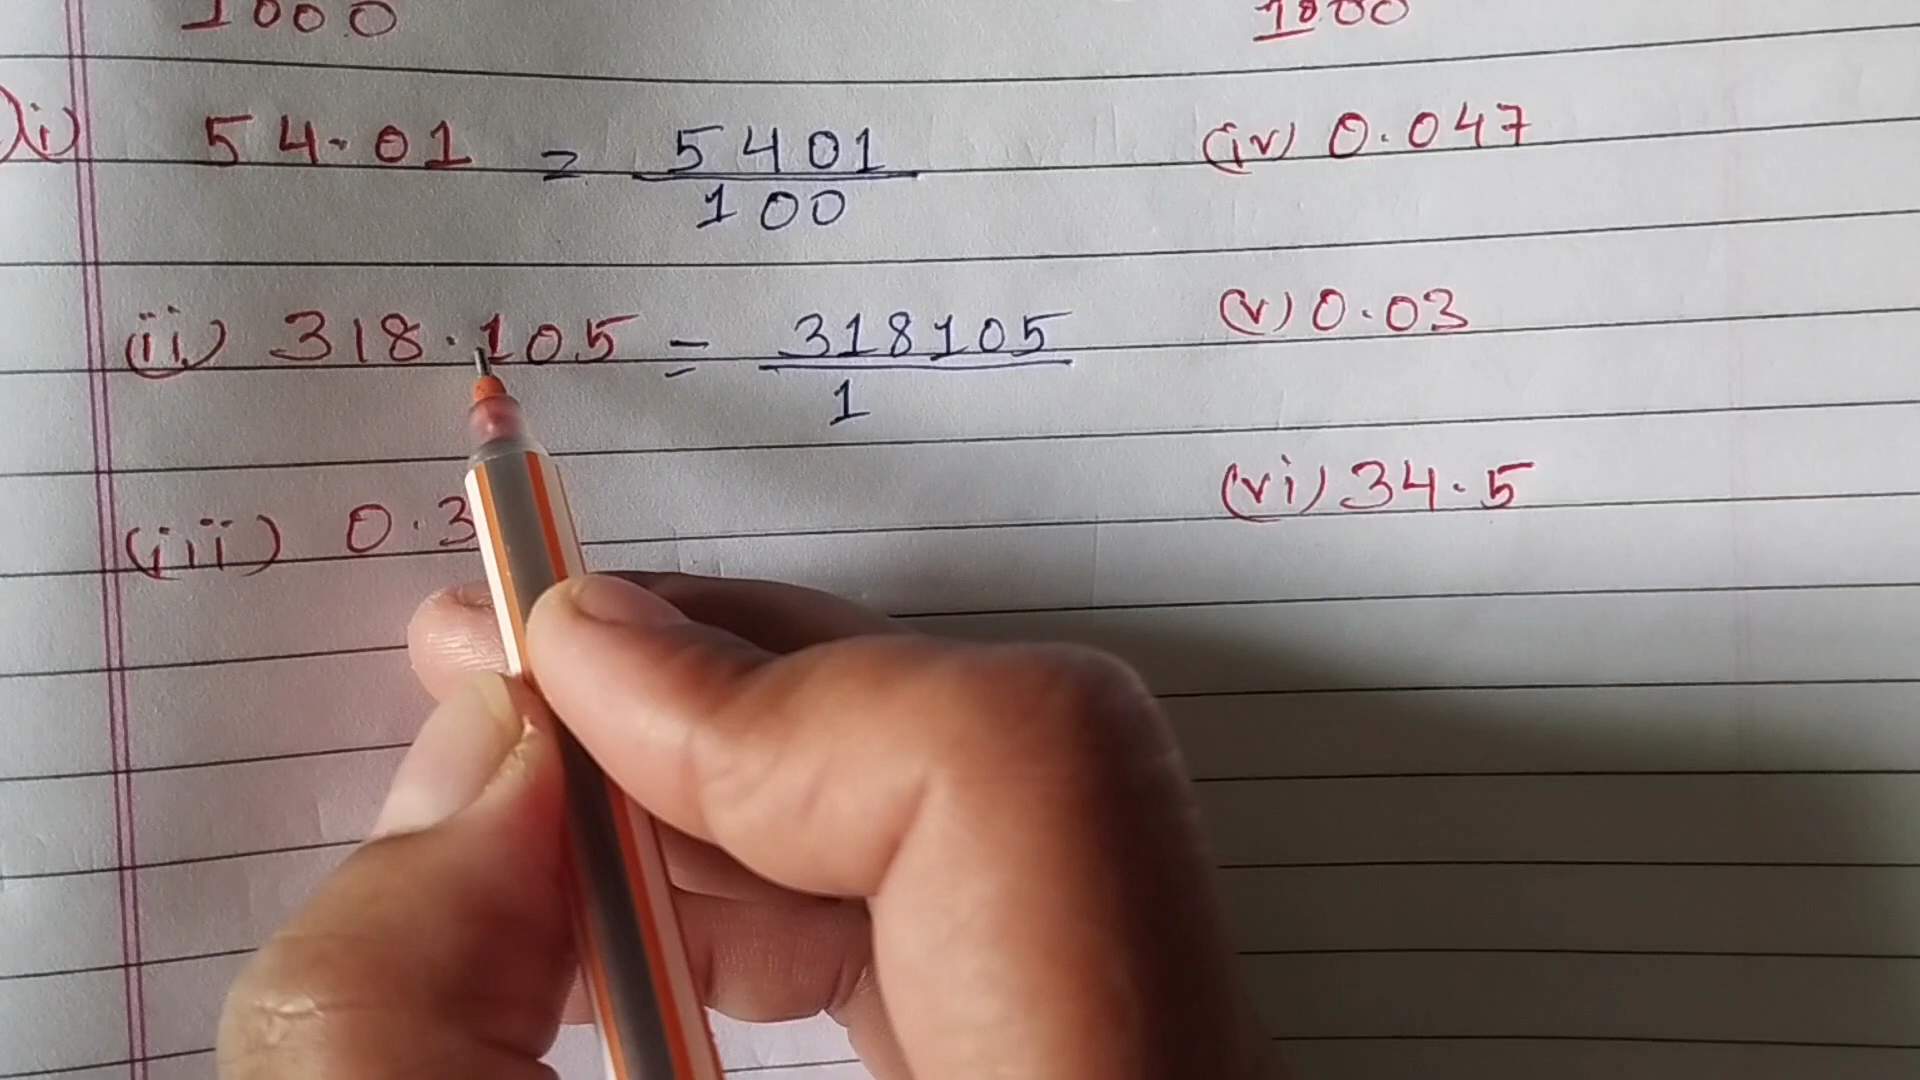 1000 1000
i) 54.01 = 5401 / 100 (iv) 0.047
(ii) 318.105 = 318105 / 1 (v) 0.03
(iii) 0.3 (vi) 34.5